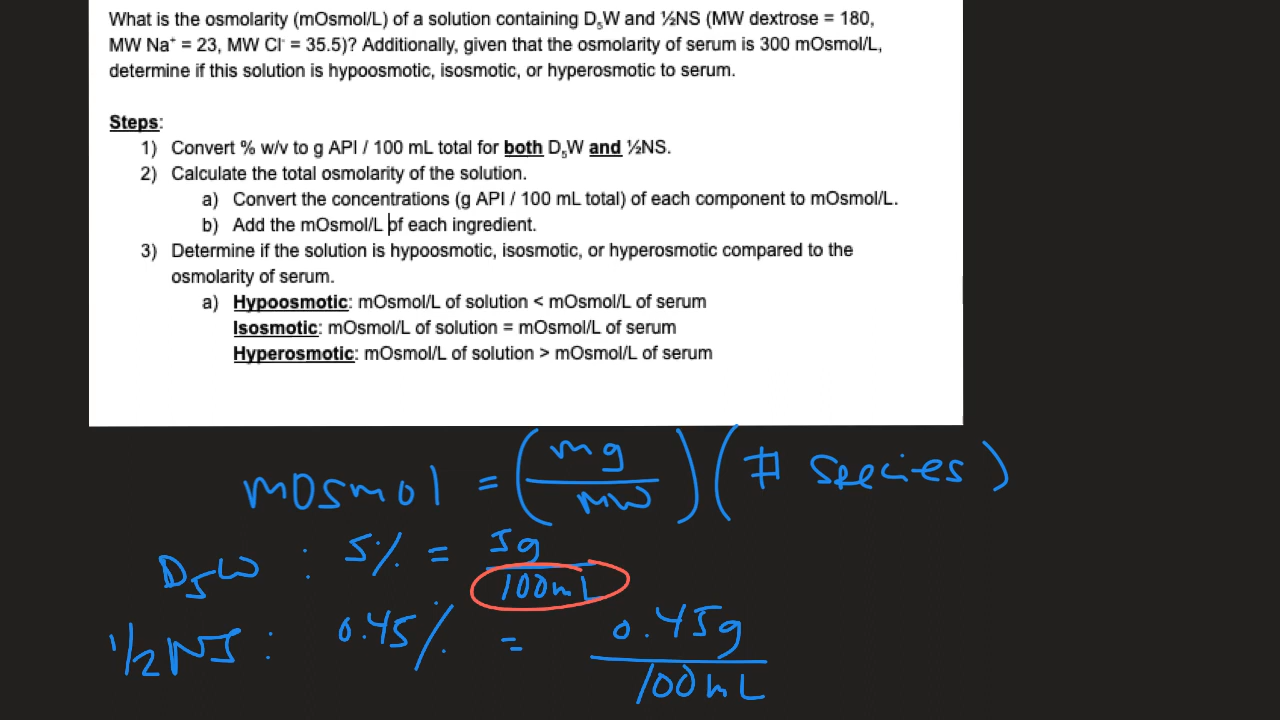 What is the osmolarity (mOsmol/L) of a solution containing D₅W and ½NS (MW dextrose = 180,
MW Na⁺ = 23, MW Cl⁻ = 35.5)? Additionally, given that the osmolarity of serum is 300 mOsmol/L,
determine if this solution is hypoosmotic, isosmotic, or hyperosmotic to serum.
Steps:
1) Convert % w/v to g API / 100 mL total for both D₅W and ½NS.
2) Calculate the total osmolarity of the solution.
a) Convert the concentrations (g API / 100 mL total) of each component to mOsmol/L.
b) Add the mOsmol/L of each ingredient.
3) Determine if the solution is hypoosmotic, isosmotic, or hyperosmotic compared to the
osmolarity of serum.
a) Hypoosmotic: mOsmol/L of solution < mOsmol/L of serum
Isosmotic: mOsmol/L of solution = mOsmol/L of serum
Hyperosmotic: mOsmol/L of solution > mOsmol/L of serum
mOsmol = (mg / MW) (# Species)
D₅W : 5% = 5g / 100mL
1/2 NS : 0.45% = 0.45g / 100mL